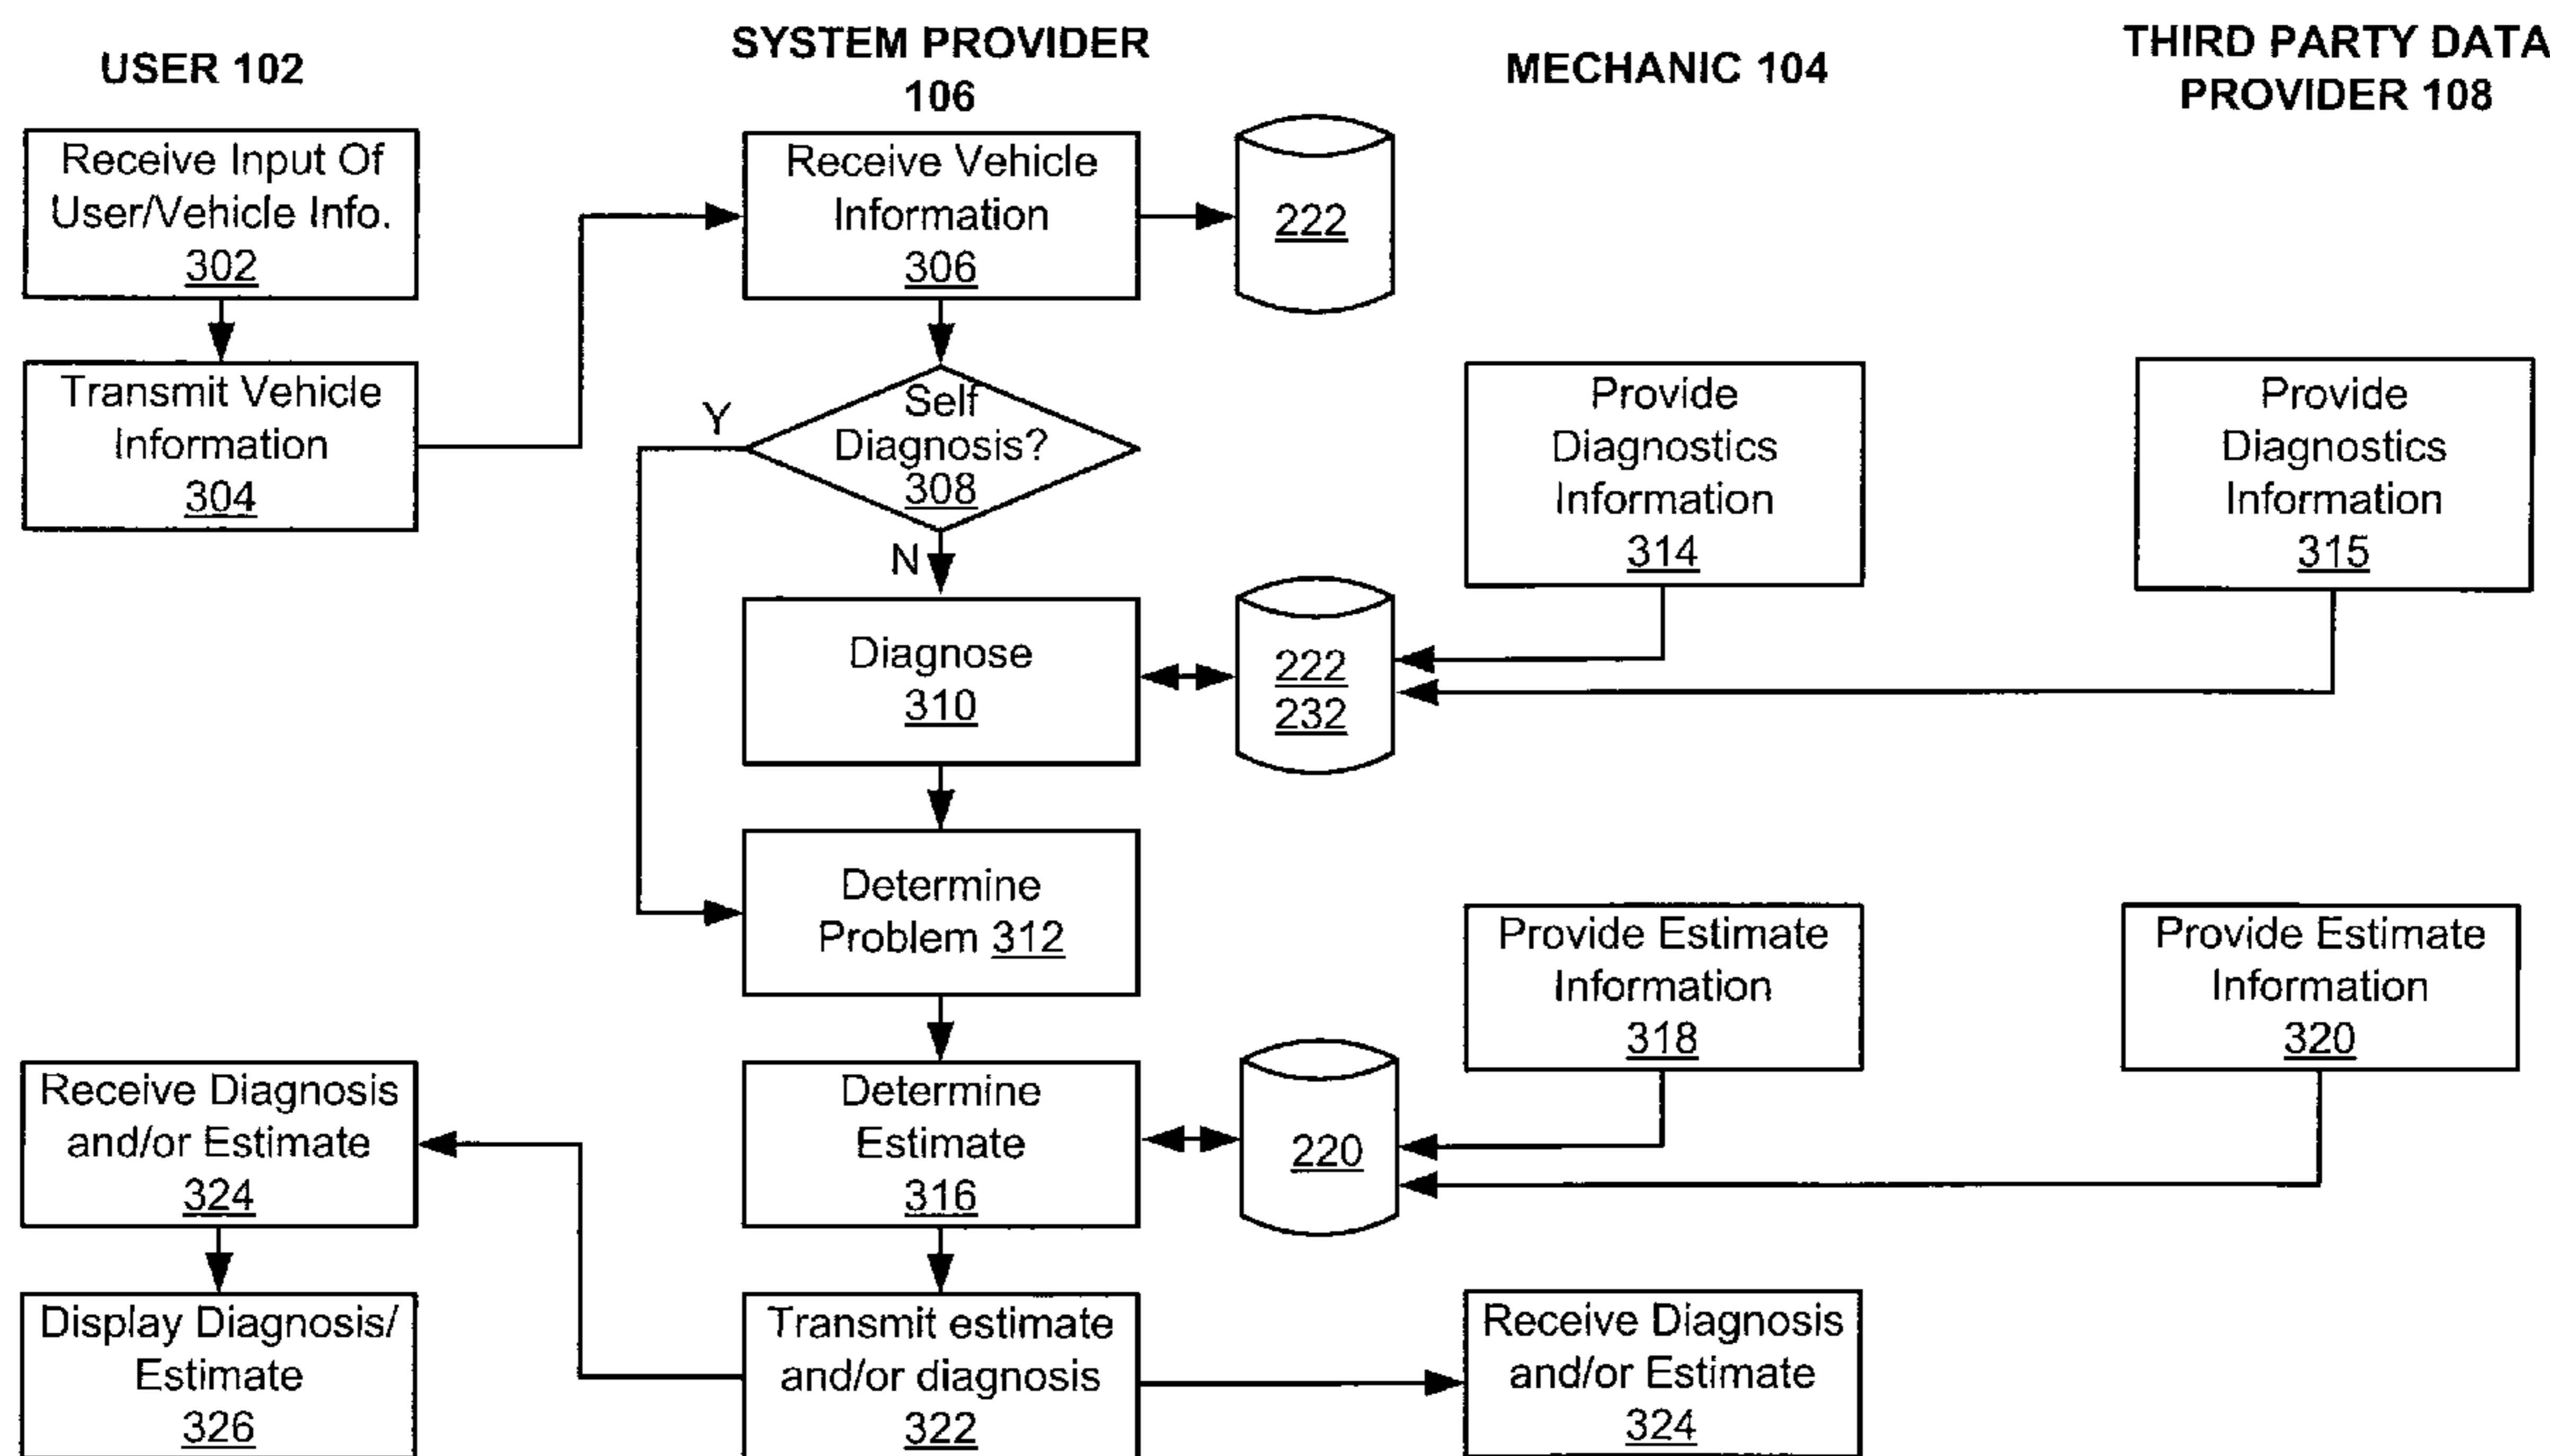 USER 102
SYSTEM PROVIDER
106
MECHANIC 104
THIRD PARTY DATA
PROVIDER 108
Receive Input Of
User/Vehicle Info.
302
Receive Vehicle
Information
306
222
Transmit Vehicle
Information
304
Y
Self
Diagnosis?
308
N
Provide
Diagnostics
Information
314
Provide
Diagnostics
Information
315
Diagnose
310
222
232
Determine
Problem 312
Provide Estimate
Information
318
Provide Estimate
Information
320
Receive Diagnosis
and/or Estimate
324
Determine
Estimate
316
220
Display Diagnosis/
Estimate
326
Transmit estimate
and/or diagnosis
322
Receive Diagnosis
and/or Estimate
324